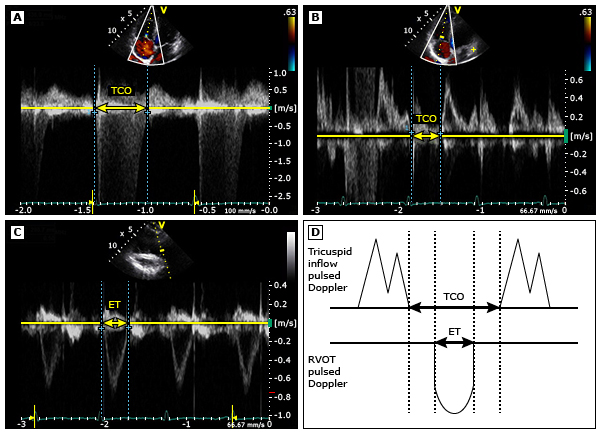 A
V
.63
x 5
10
TCO
1.0
0.5
[m/s]
-0.5
-1.0
-1.5
-2.0
-2.5
-2.0
-1.5
-1.0
-0.5
100 mm/s
-0.0
B
V
.63
x 5
10
TCO
0.6
0.4
0.2
[m/s]
-0.2
-0.4
-0.6
-3
-2
-1
66.67 mm/s
0
C
V
x 5
10
ET
0.4
0.2
[m/s]
-0.2
-0.4
-0.6
-0.8
-1.0
-3
-2
-1
66.67 mm/s
0
D
Tricuspid
inflow
pulsed
Doppler
TCO
ET
RVOT
pulsed
Doppler